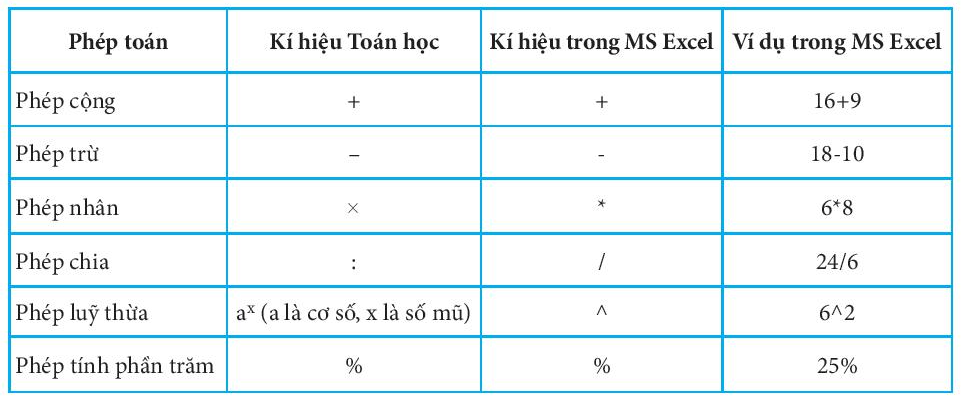 Phép toán Kí hiệu Toán học Kí hiệu trong MS Excel Ví dụ trong MS Excel
Phép cộng + + 16+9
Phép trừ – - 18-10
Phép nhân × * 6*8
Phép chia : / 24/6
Phép luỹ thừa aˣ (a là cơ số, x là số mũ) ^ 6^2
Phép tính phần trăm % % 25%